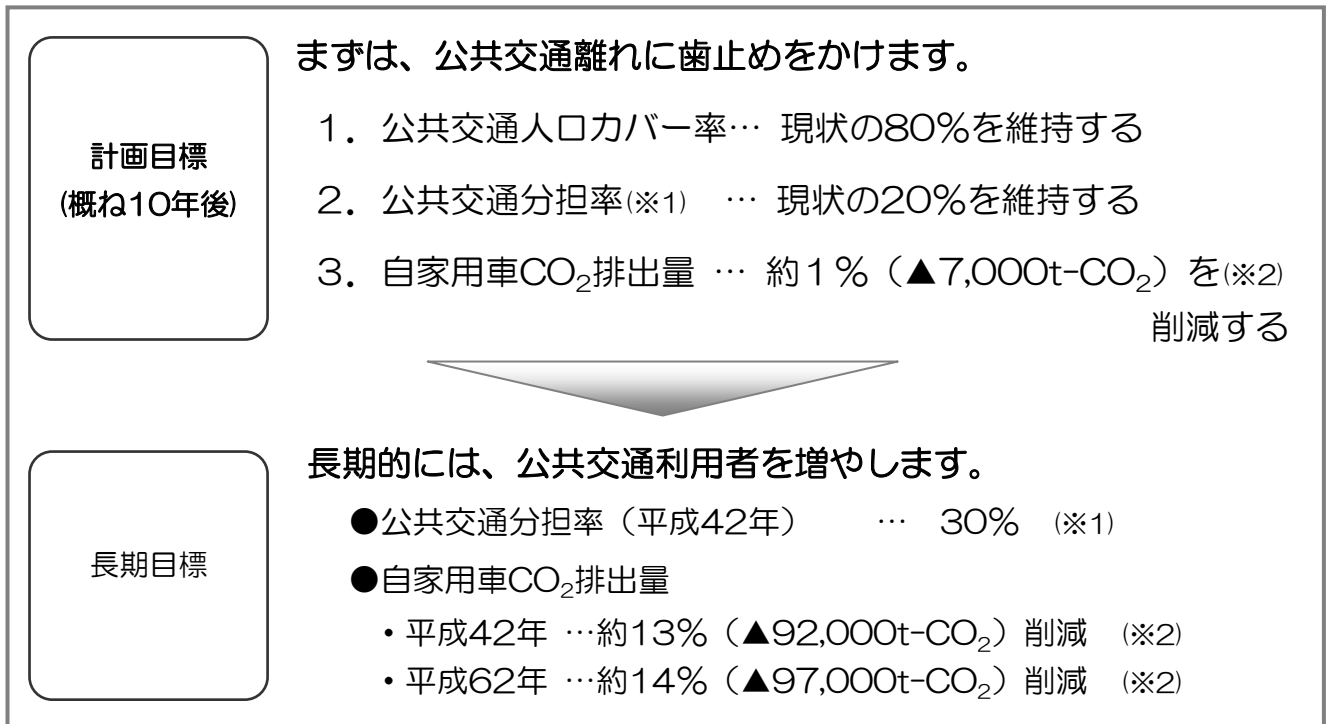 まずは、公共交通離れに歯止めをかけます。
計画目標
(概ね10年後)
1．公共交通人口カバー率… 現状の80％を維持する
2．公共交通分担率(※1) … 現状の20％を維持する
3．自家用車CO₂排出量 … 約1％（▲7,000t-CO₂）を(※2)
削減する
長期目標
長期的には、公共交通利用者を増やします。
●公共交通分担率（平成42年） … 30％ (※1)
●自家用車CO₂排出量
・平成42年 …約13％（▲92,000t-CO₂）削減 (※2)
・平成62年 …約14％（▲97,000t-CO₂）削減 (※2)